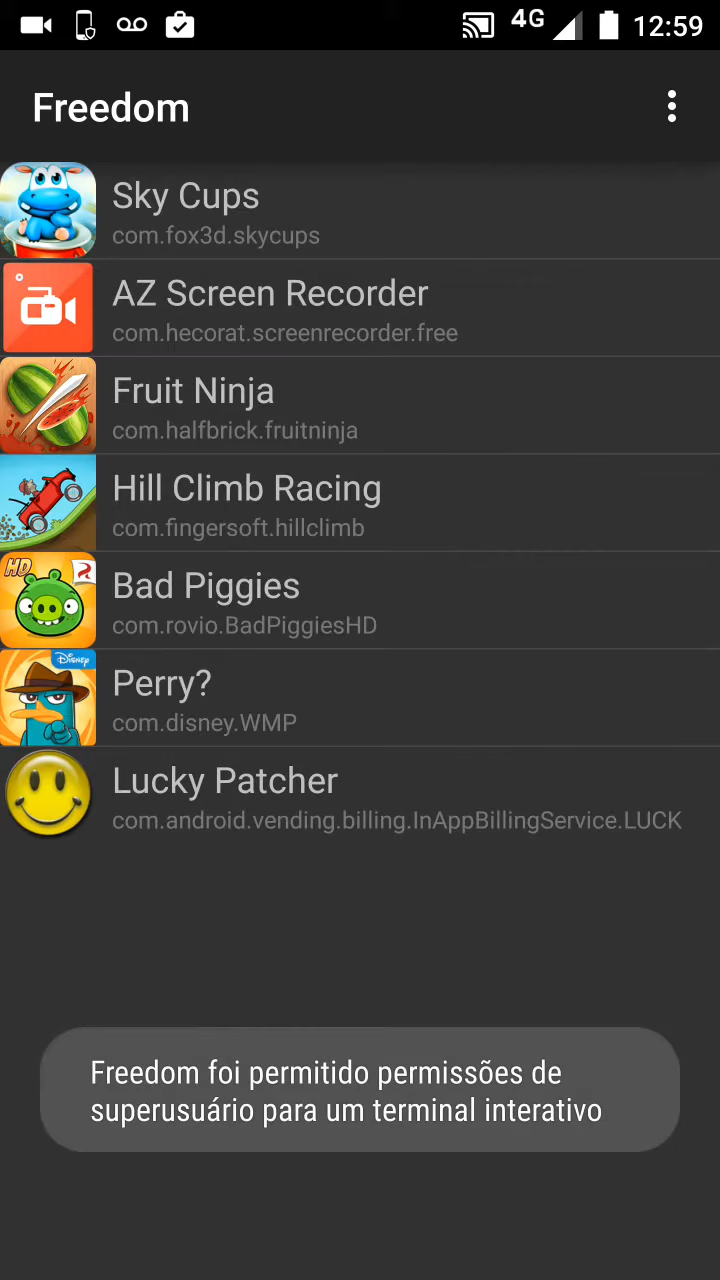 4G 12:59
Freedom
Sky Cups
com.fox3d.skycups
AZ Screen Recorder
com.hecorat.screenrecorder.free
Fruit Ninja
com.halfbrick.fruitninja
Hill Climb Racing
com.fingersoft.hillclimb
HD
Bad Piggies
com.rovio.BadPiggiesHD
Disney
Perry?
com.disney.WMP
Lucky Patcher
com.android.vending.billing.InAppBillingService.LUCK
Freedom foi permitido permissões de
superusuário para um terminal interativo